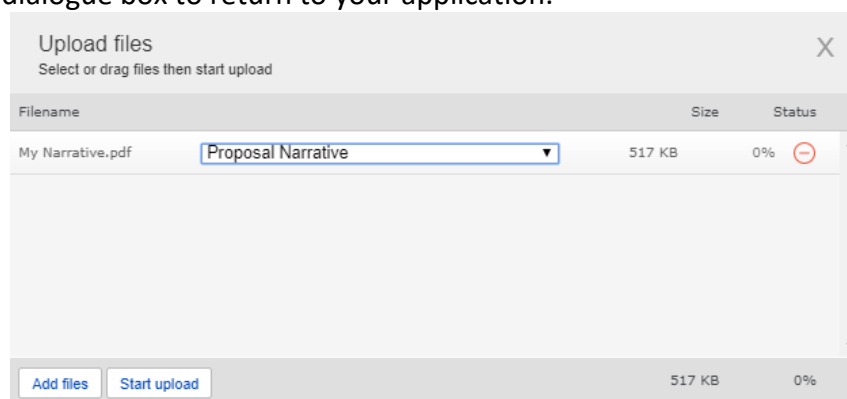 dialogue box to return to your application.
Upload files X
Select or drag files then start upload
Filename Size Status
My Narrative.pdf Proposal Narrative 517 KB 0%
Add files Start upload 517 KB 0%